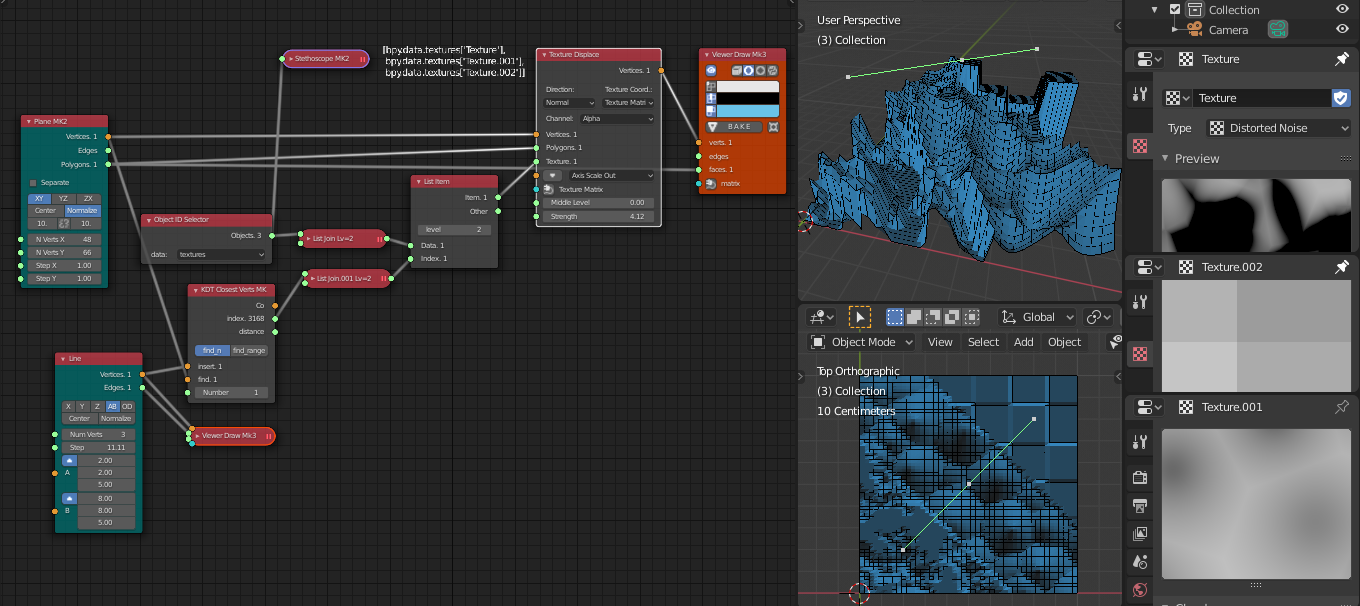 Stethoscope MK2
[bpy.data.textures['Texture'],
bpy.data.textures['Texture.001'],
bpy.data.textures['Texture.002']]
Plane MK2
Vertices. 1
Edges
Polygons. 1
Separate
XY YZ ZX
Center Normalize
10. 10.
N Verts X 48
N Verts Y 66
Step X 1.00
Step Y 1.00
Object ID Selector
Objects. 3
data: textures
List Join Lv=2
List Join.001 Lv=2
KDT Closest Verts MK
Co
index. 3168
distance
find_n find_range
insert. 1
find. 1
Number 1
Line
Vertices. 1
Edges. 1
X Y Z AB OD
Center Normalize
Num Verts 3
Step 11.11
2.00
A 2.00
5.00
8.00
B 8.00
5.00
Viewer Draw Mk3
List Item
Item. 1
Other
level 2
Data. 1
Index. 1
Texture Displace
Vertices. 1
Direction: Texture Coord.:
Normal Texture Matri
Channel: Alpha
Vertices. 1
Polygons. 1
Texture. 1
Axis Scale Out
Texture Matrix
Middle Level 0.00
Strength 4.12
Viewer Draw Mk3
BAKE
verts. 1
edges
faces. 1
matrix
User Perspective
(3) Collection
Global
Object Mode View Select Add Object
Top Orthographic
(3) Collection
10 Centimeters
Collection
Camera
Texture
Texture
Type Distorted Noise
Preview
Texture.002
Texture.001